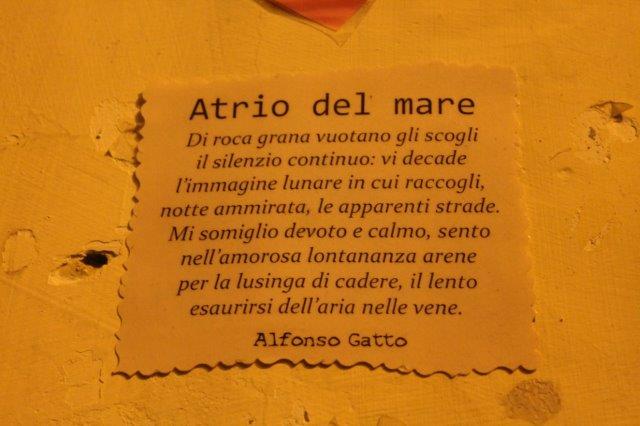 Atrio del mare
Di roca grana vuotano gli scogli
il silenzio continuo: vi decade
l'immagine lunare in cui raccogli,
notte ammirata, le apparenti strade.
Mi somiglio devoto e calmo, sento
nell'amorosa lontananza arene
per la lusinga di cadere, il lento
esaurirsi dell'aria nelle vene.
Alfonso Gatto